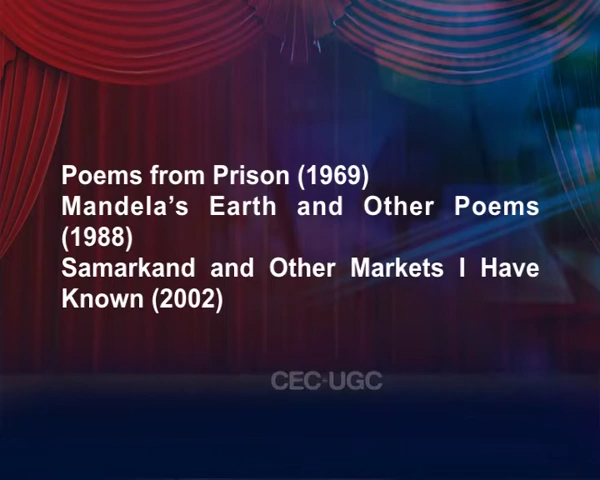 Poems from Prison (1969)
Mandela's Earth and Other Poems
(1988)
Samarkand and Other Markets I Have
Known (2002)
CEC·UGC